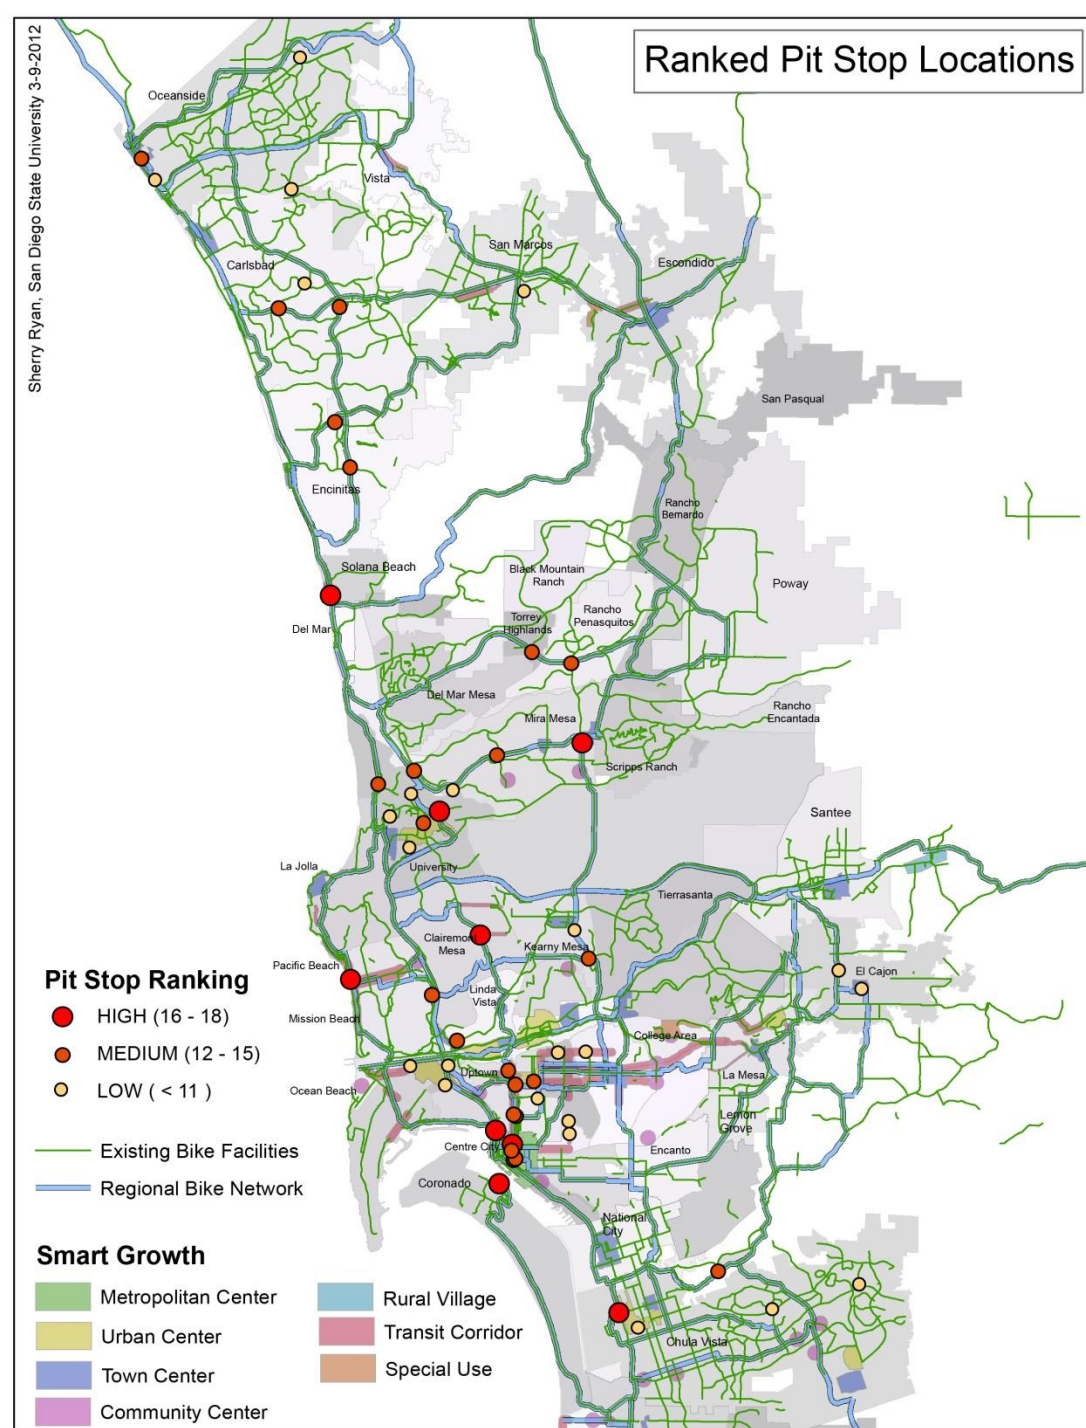 Sherry Ryan, San Diego State University 3-9-2012
Ranked Pit Stop Locations
Oceanside
Vista
San Marcos
Escondido
Carlsbad
San Pasqual
Encinitas
Rancho
Bernardo
Solana Beach
Black Mountain
Ranch
Poway
Rancho
Penasquitos
Torrey
Highlands
Del Mar
Del Mar Mesa
Rancho
Encantada
Mira Mesa
Scripps Ranch
Santee
La Jolla
University
Tierrasanta
Clairemont
Mesa
Kearny Mesa
Pacific Beach
El Cajon
Linda
Vista
Mission Beach
College Area
Uptown
La Mesa
Ocean Beach
Lemon
Grove
Centre City
Encanto
Coronado
National
City
Chula Vista
Pit Stop Ranking
HIGH (16 - 18)
MEDIUM (12 - 15)
LOW ( < 11 )
Existing Bike Facilities
Regional Bike Network
Smart Growth
Metropolitan Center
Urban Center
Town Center
Community Center
Rural Village
Transit Corridor
Special Use